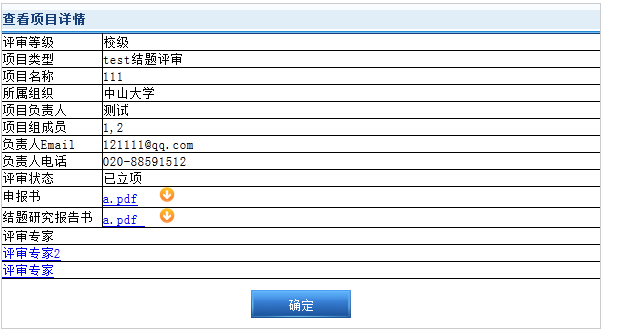 查看项目详情
评审等级 校级
项目类型 test结题评审
项目名称 111
所属组织 中山大学
项目负责人 测试
项目组成员 1,2
负责人Email 121111@qq.com
负责人电话 020-88591512
评审状态 已立项
申报书 a.pdf
结题研究报告书 a.pdf
评审专家
评审专家2
评审专家
确定